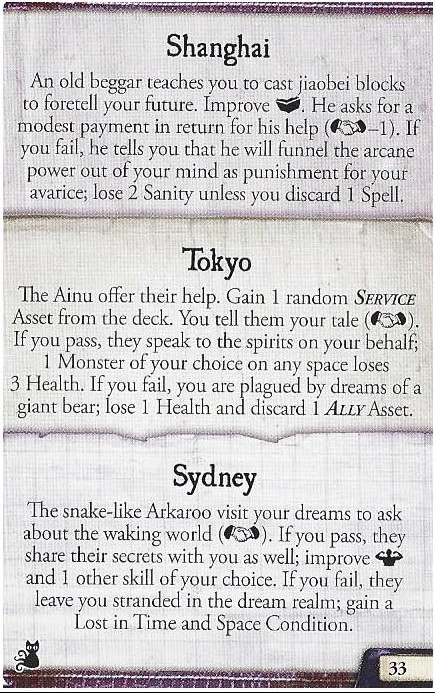 Shanghai
An old beggar teaches you to cast jiaobei blocks
to foretell your future. Improve . He asks for a
modest payment in return for his help ( –1). If
you fail, he tells you that he will funnel the arcane
power out of your mind as punishment for your
avarice; lose 2 Sanity unless you discard 1 Spell.
Tokyo
The Ainu offer their help. Gain 1 random SERVICE
Asset from the deck. You tell them your tale ( ).
If you pass, they speak to the spirits on your behalf;
1 Monster of your choice on any space loses
3 Health. If you fail, you are plagued by dreams of a
giant bear; lose 1 Health and discard 1 ALLY Asset.
Sydney
The snake-like Arkaroo visit your dreams to ask
about the waking world ( ). If you pass, they
share their secrets with you as well; improve
and 1 other skill of your choice. If you fail, they
leave you stranded in the dream realm; gain a
Lost in Time and Space Condition.
33